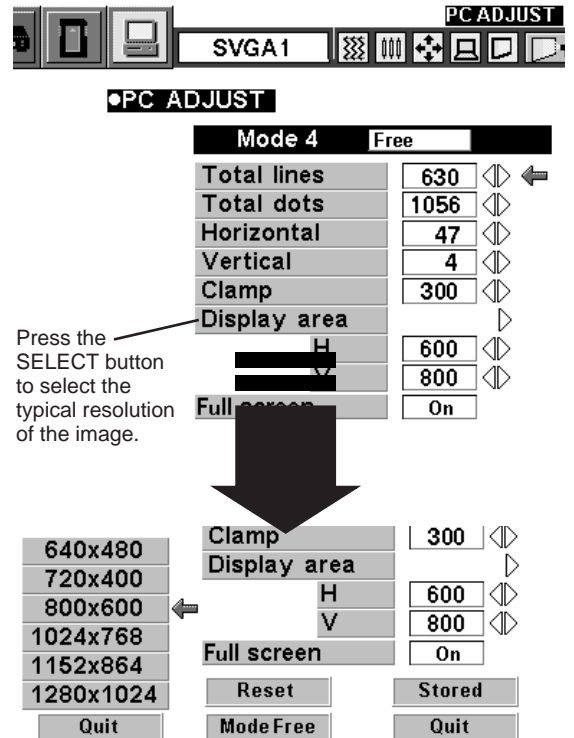 PC ADJUST
SVGA1
●PC ADJUST
Mode 4 Free
Total lines 630
Total dots 1056
Horizontal 47
Vertical 4
Clamp 300
Display area
H 600
V 800
Full screen On
Press the
SELECT button
to select the
typical resolution
of the image.
Clamp 300
Display area
H 600
V 800
Full screen On
Reset Stored
Mode Free Quit
640x480
720x400
800x600
1024x768
1152x864
1280x1024
Quit